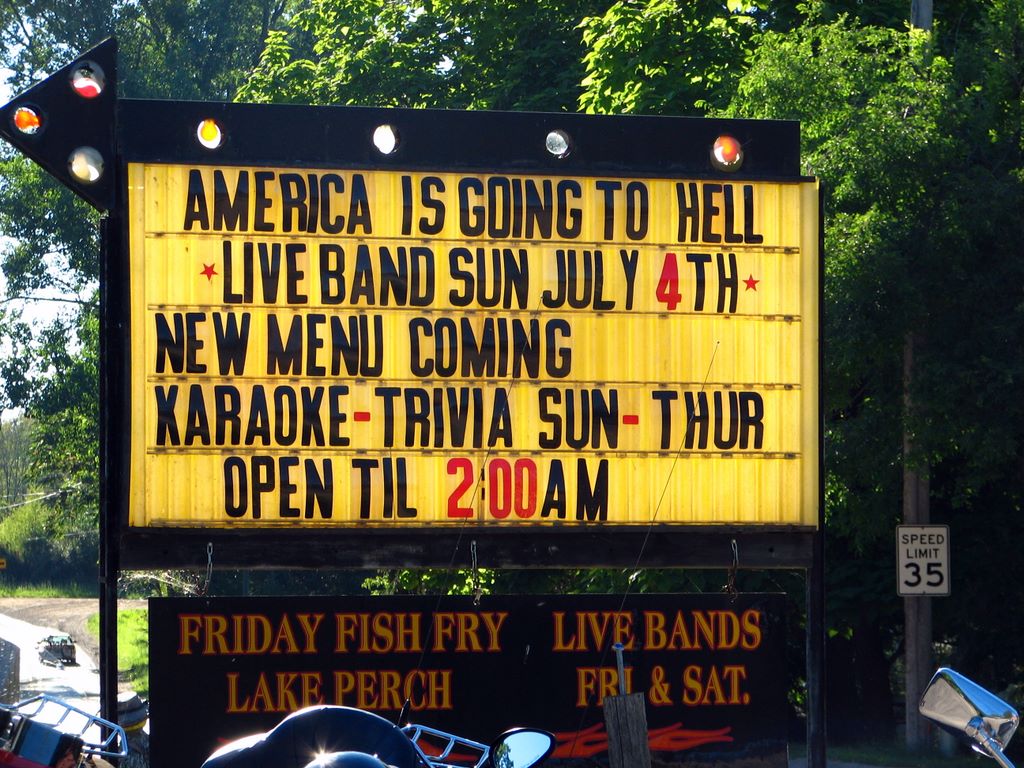 AMERICA IS GOING TO HELL
LIVE BAND SUN JULY 4TH
NEW MENU COMING
KARAOKE-TRIVIA SUN-THUR
OPEN TIL 2:00AM
SPEED
LIMIT
35
FRIDAY FISH FRY
LAKE PERCH
LIVE BANDS
FRI. & SAT.